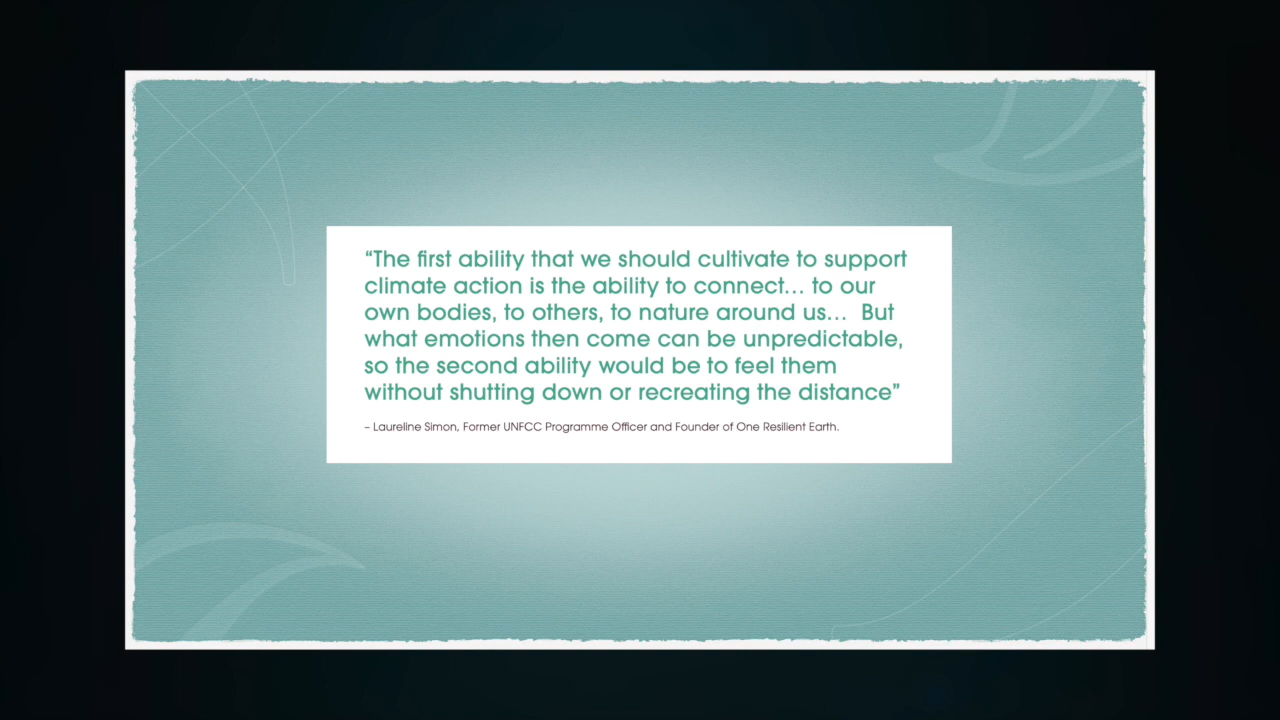 “The first ability that we should cultivate to support
climate action is the ability to connect... to our
own bodies, to others, to nature around us...  But
what emotions then come can be unpredictable,
so the second ability would be to feel them
without shutting down or recreating the distance”
– Laureline Simon, Former UNFCC Programme Officer and Founder of One Resilient Earth.